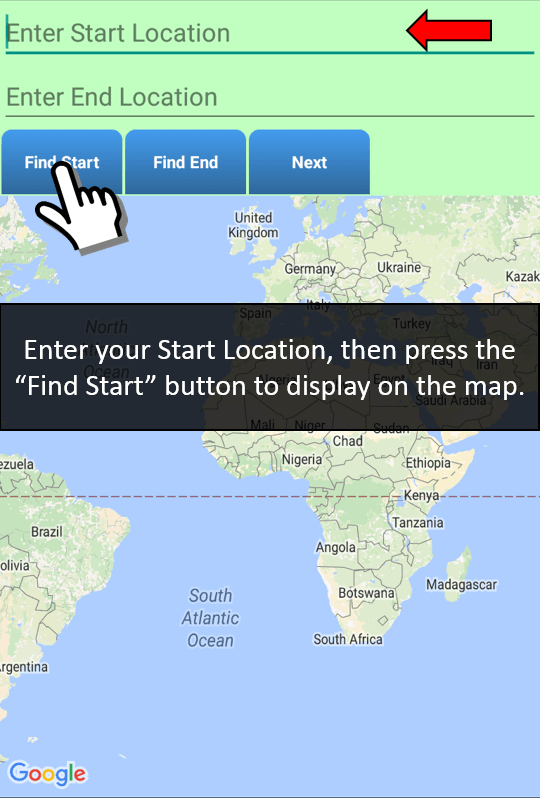 Enter Start Location
Enter End Location
Find Start Find End Next
United
Kingdom
Germany Ukraine
Kazak
Spain Italy
Turkey
North
Ocean
Enter your Start Location, then press the
“Find Start” button to display on the map.
Iraq Iran
Algeria Egypt
Saudi Arabia
Mali Niger Sudan
Chad
Nigeria Ethiopia
ezuela
Kenya
Brazil
Tanzania
Angola
olivia
Botswana Madagascar
South
Atlantic
Ocean
South Africa
rgentina
Google